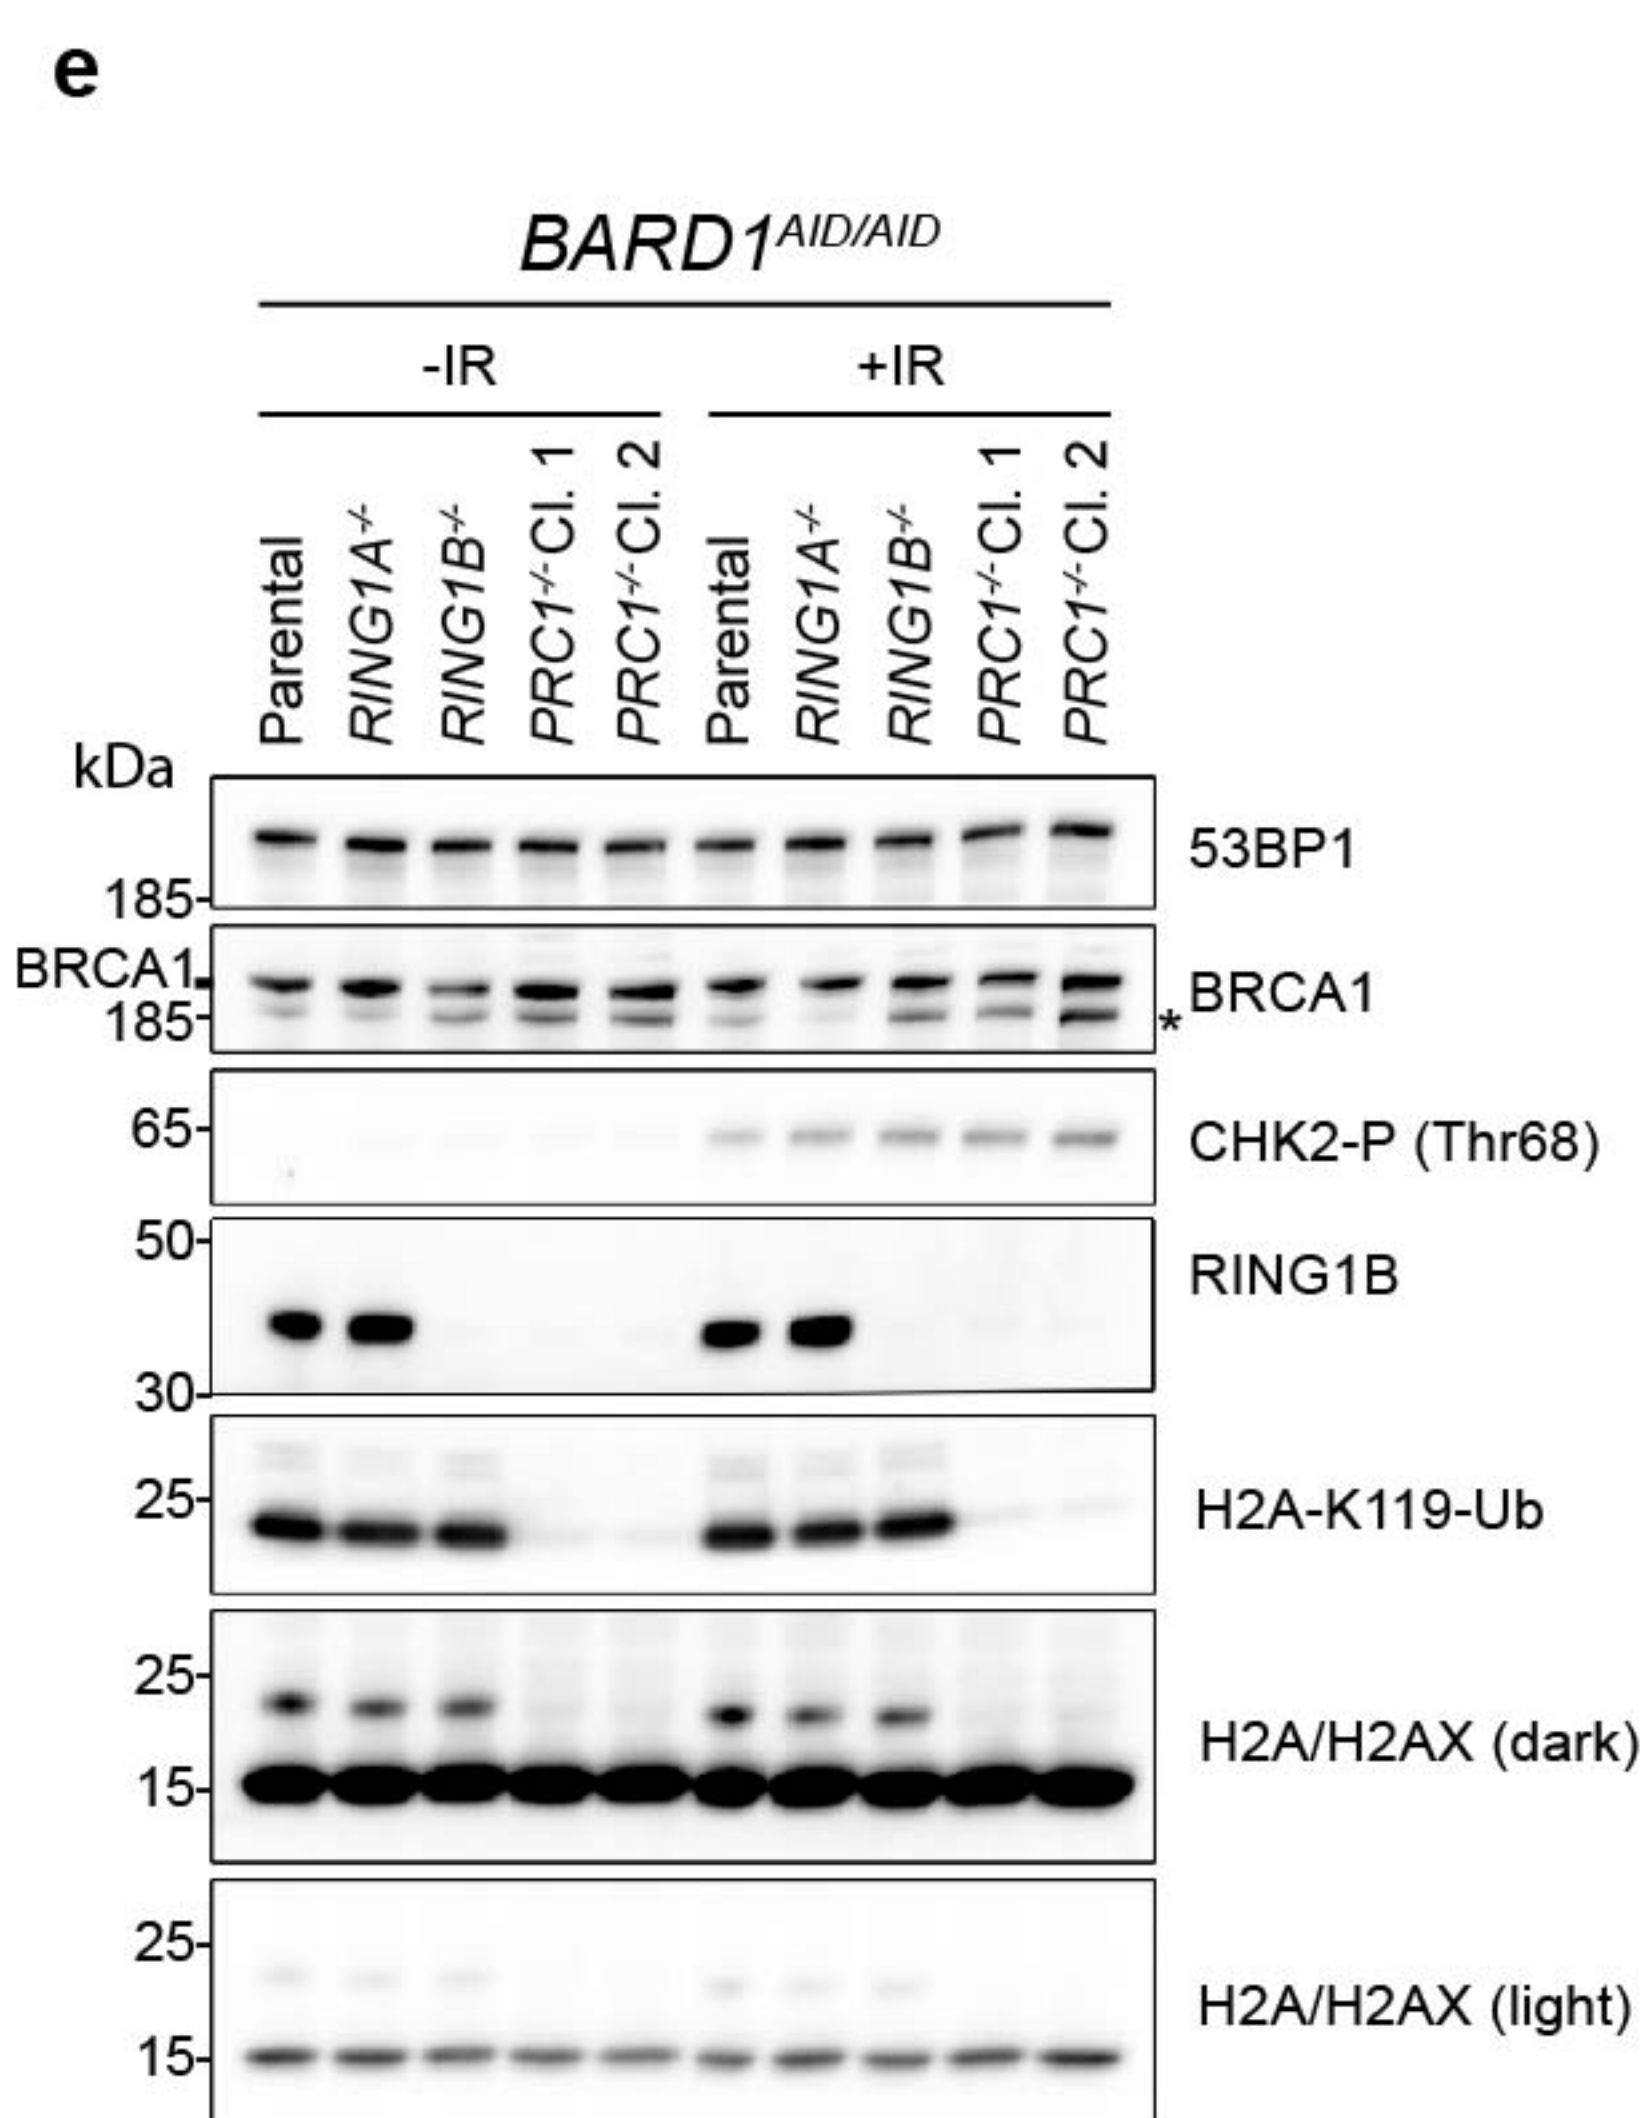 e
BARD1AID/AID
-IR +IR
Parental RING1A-/- RING1B-/- PRC1-/- Cl. 1 PRC1-/- Cl. 2 Parental RING1A-/- RING1B-/- PRC1-/- Cl. 1 PRC1-/- Cl. 2
kDa
53BP1
185-
BRCA1- BRCA1
185- *
65- CHK2-P (Thr68)
50-
RING1B
30-
25- H2A-K119-Ub
25-
H2A/H2AX (dark)
15-
25-
H2A/H2AX (light)
15-